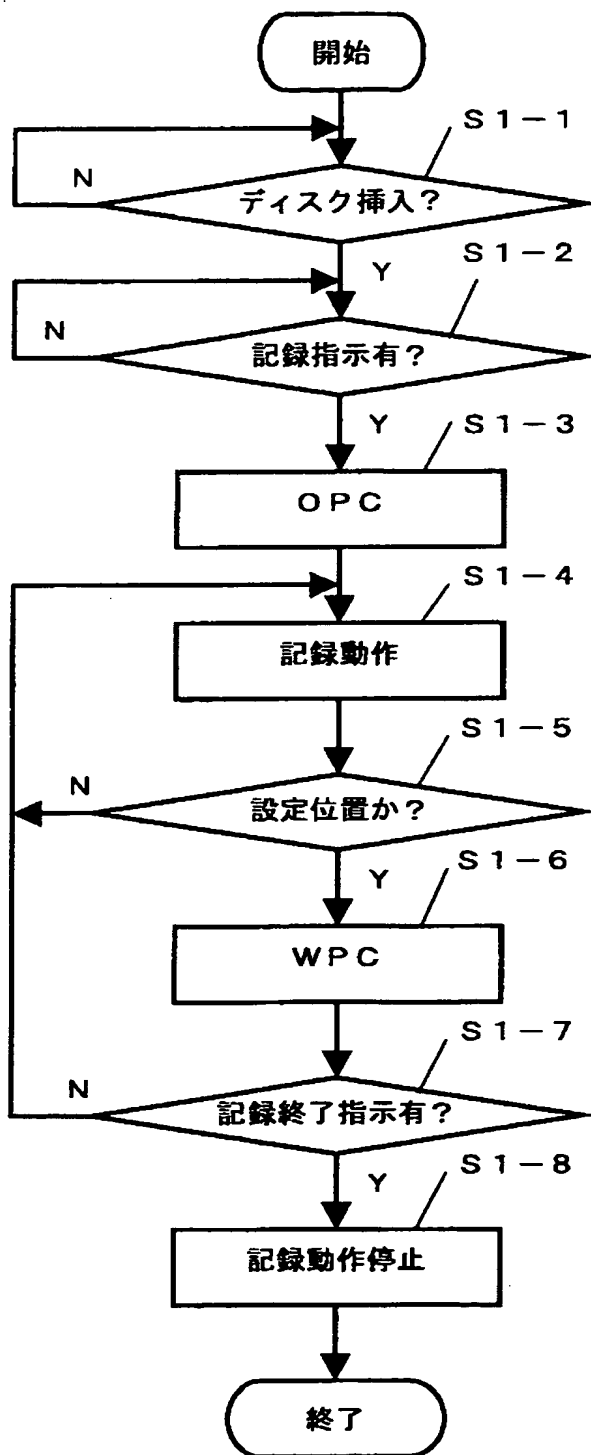 開始
S1-1
N
ディスク挿入?
Y
S1-2
N
記録指示有?
Y
S1-3
OPC
S1-4
記録動作
S1-5
N
設定位置か?
Y
S1-6
WPC
S1-7
N
記録終了指示有?
Y
S1-8
記録動作停止
終了